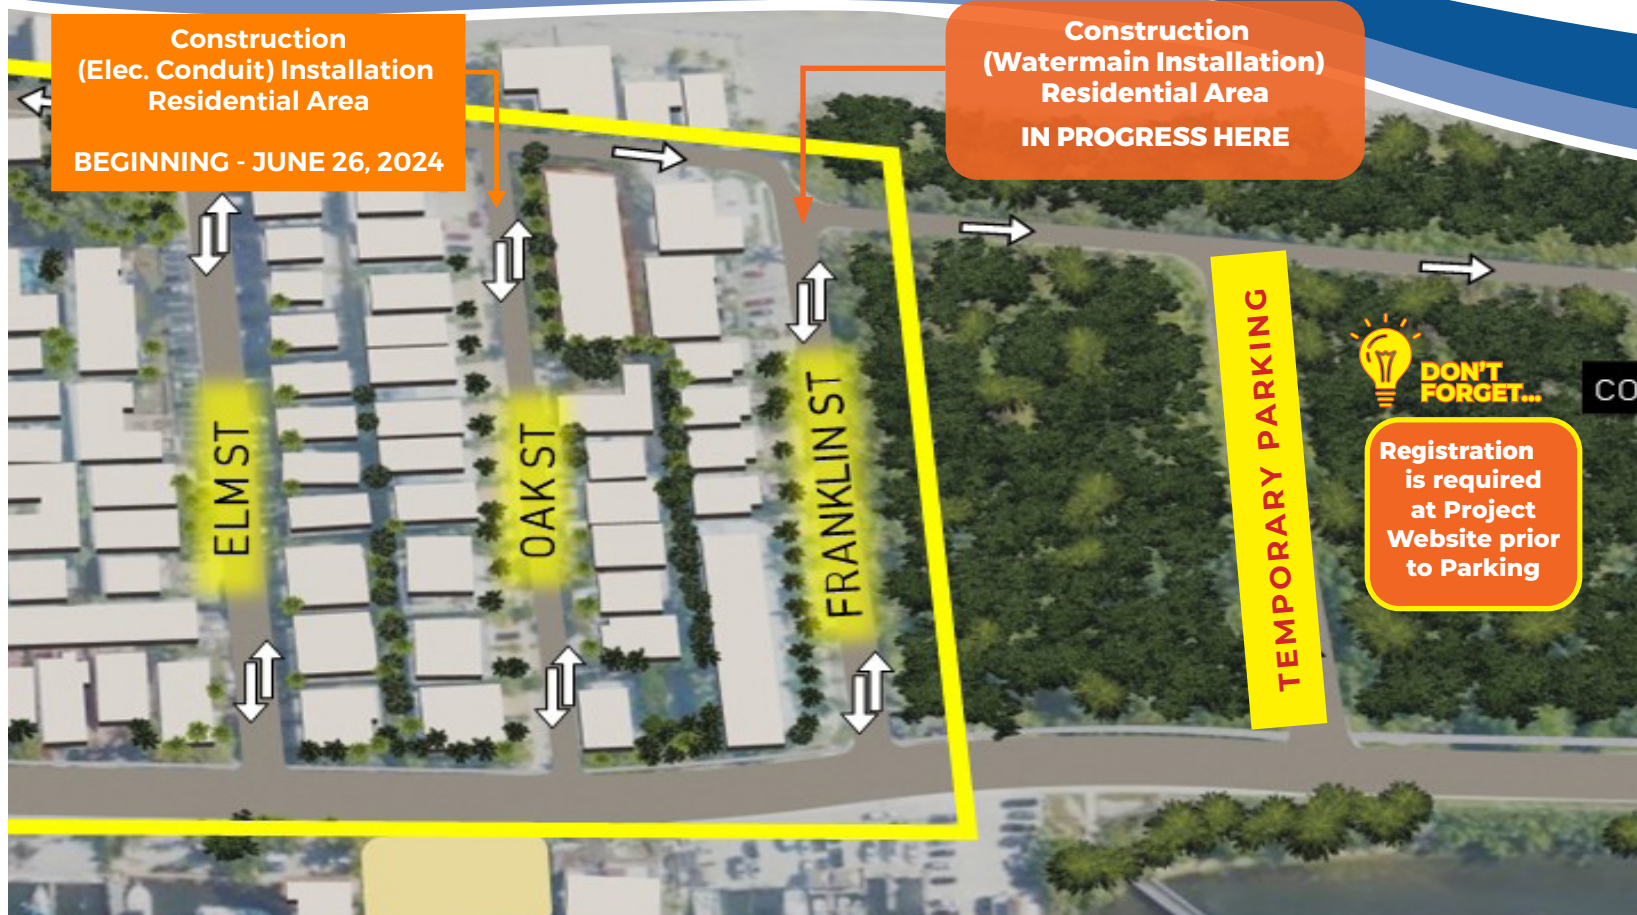 Construction
(Elec. Conduit) Installation
Residential Area
BEGINNING - JUNE 26, 2024
Construction
(Watermain Installation)
Residential Area
IN PROGRESS HERE
ELM ST
OAK ST
FRANKLIN ST
TEMPORARY PARKING
DON'T
FORGET...
CO
Registration
is required
at Project
Website prior
to Parking